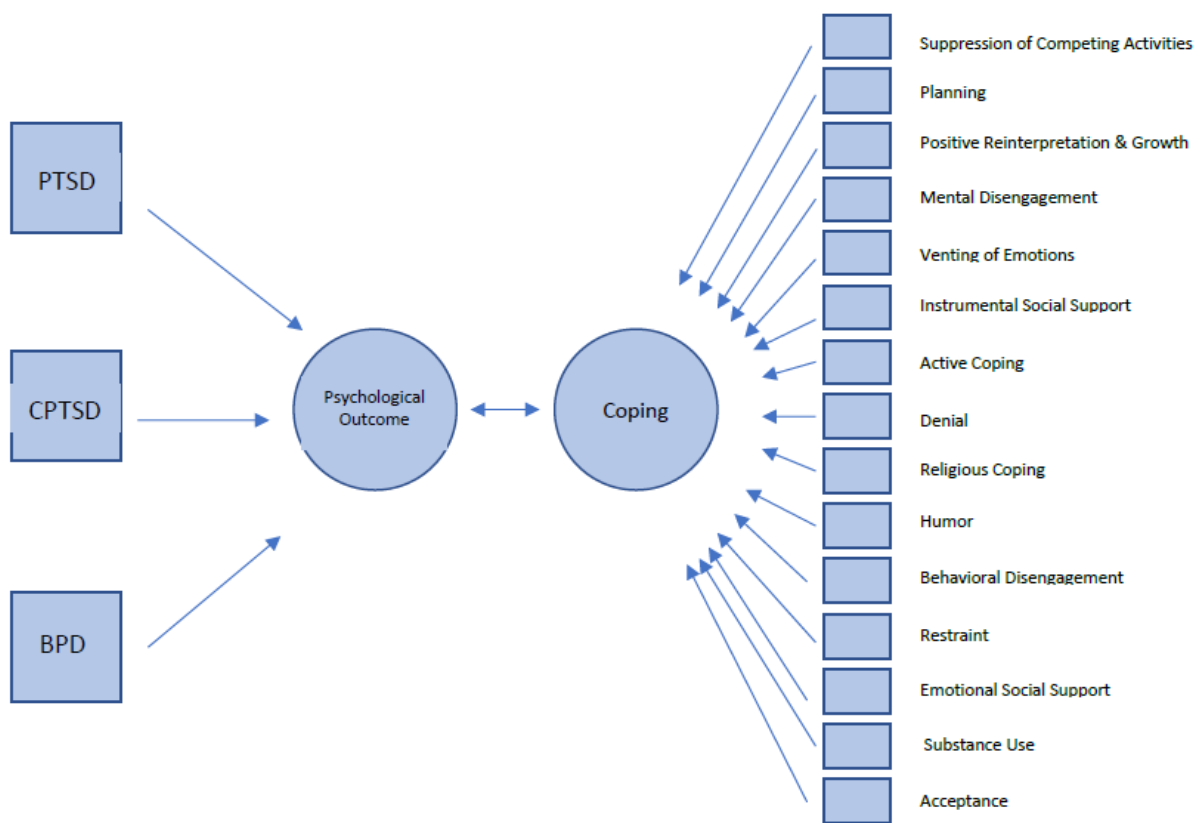 PTSD
CPTSD
BPD
Psychological
Outcome
Coping
Suppression of Competing Activities
Planning
Positive Reinterpretation & Growth
Mental Disengagement
Venting of Emotions
Instrumental Social Support
Active Coping
Denial
Religious Coping
Humor
Behavioral Disengagement
Restraint
Emotional Social Support
Substance Use
Acceptance